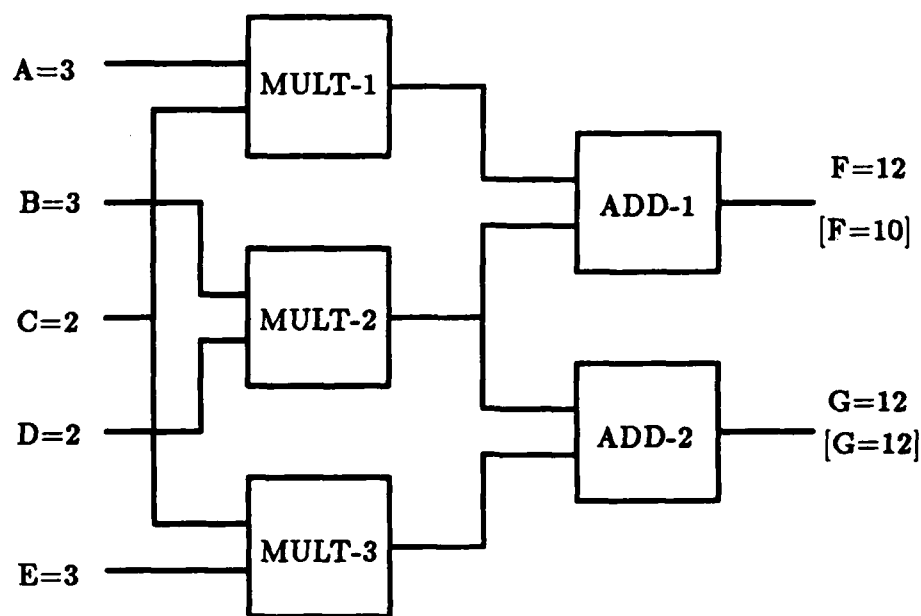 A=3
MULT-1
B=3
ADD-1
F=12
[F=10]
C=2
MULT-2
D=2
ADD-2
G=12
[G=12]
E=3
MULT-3